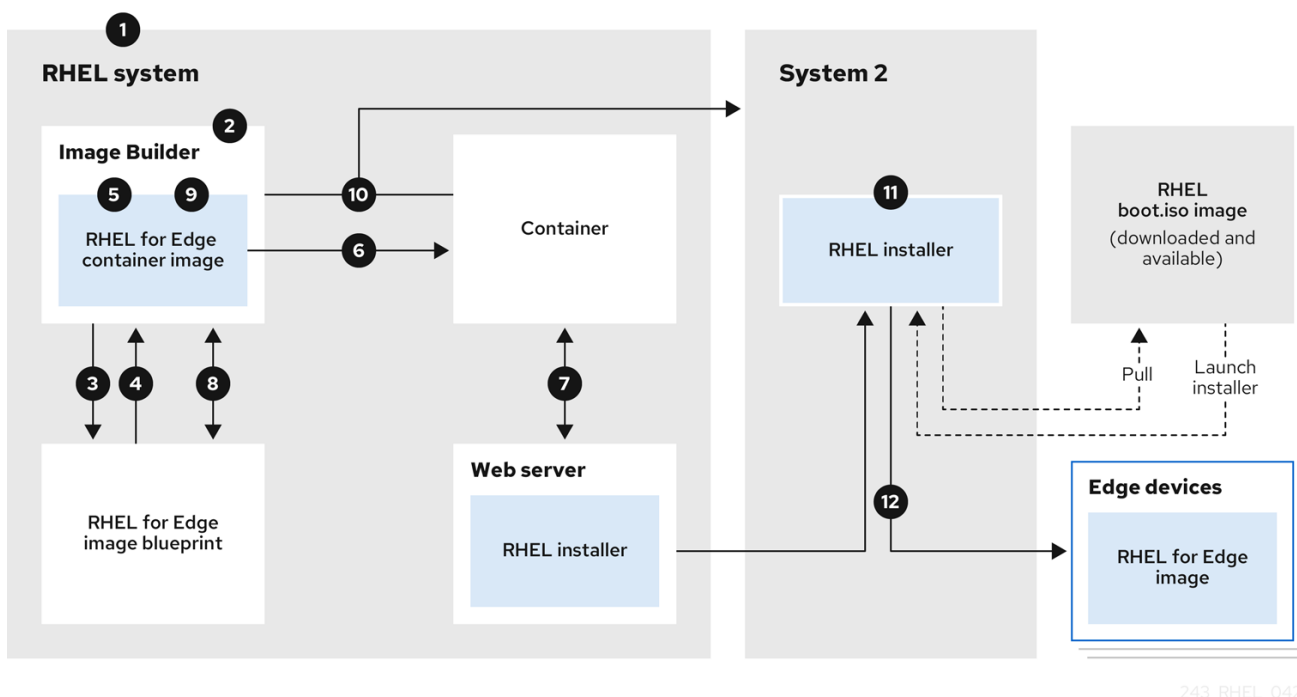 1
RHEL system
System 2
2
Image Builder
5
9
10
11
RHEL for Edge
container image
6
Container
RHEL installer
RHEL
boot.iso image
(downloaded and
available)
3
4
8
7
Pull
Launch
installer
RHEL for Edge
image blueprint
Web server
RHEL installer
12
Edge devices
RHEL for Edge
image